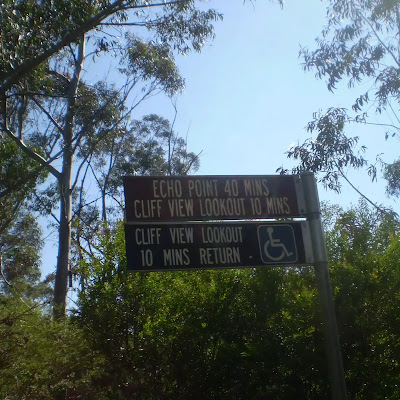 ECHO POINT 40 MINS
CLIFF VIEW LOOKOUT 10 MINS
CLIFF VIEW LOOKOUT
10 MINS RETURN